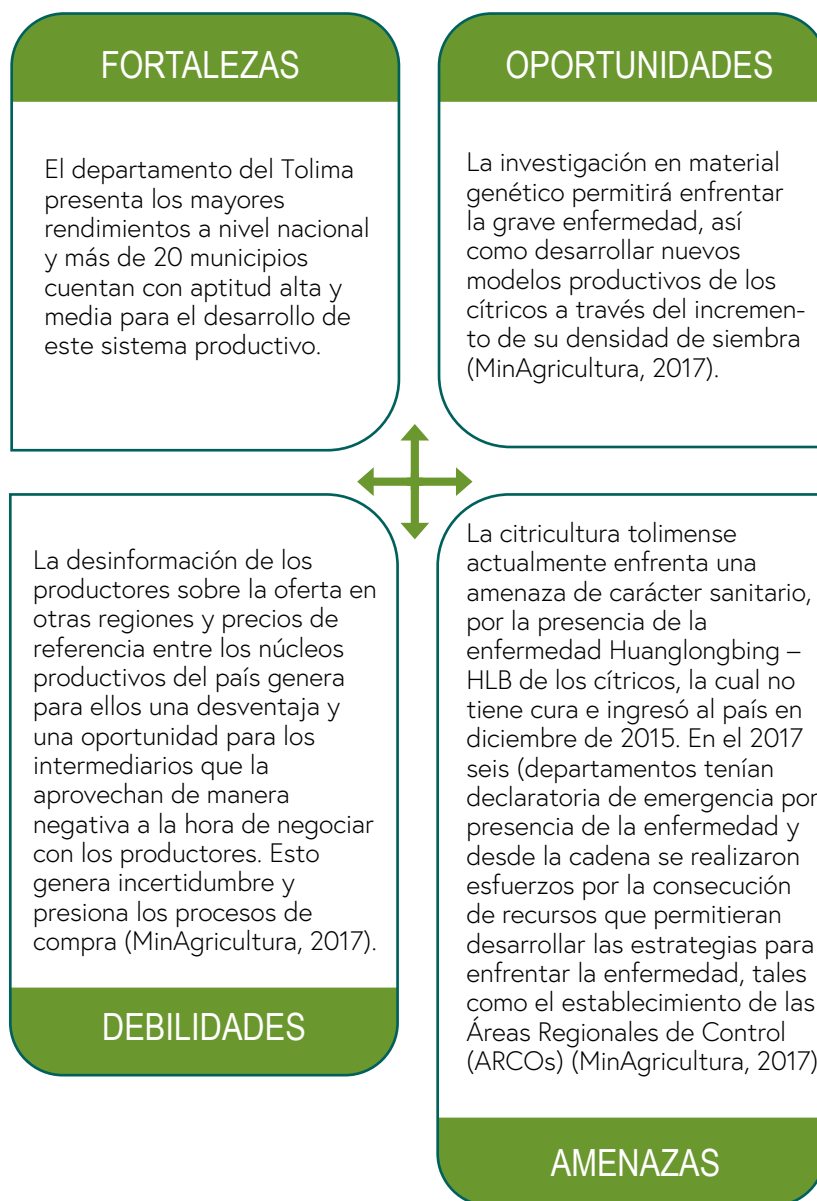 FORTALEZAS
El departamento del Tolima
presenta los mayores
rendimientos a nivel nacional
y más de 20 municipios
cuentan con aptitud alta y
media para el desarrollo de
este sistema productivo.
OPORTUNIDADES
La investigación en material
genético permitirá enfrentar
la grave enfermedad, así
como desarrollar nuevos
modelos productivos de los
cítricos a través del incremen-
to de su densidad de siembra
(MinAgricultura, 2017).
La desinformación de los
productores sobre la oferta en
otras regiones y precios de
referencia entre los núcleos
productivos del país genera
para ellos una desventaja y
una oportunidad para los
intermediarios que la
aprovechan de manera
negativa a la hora de negociar
con los productores. Esto
genera incertidumbre y
presiona los procesos de
compra (MinAgricultura, 2017).
DEBILIDADES
La citricultura tolimense
actualmente enfrenta una
amenaza de carácter sanitario,
por la presencia de la
enfermedad Huanglongbing –
HLB de los cítricos, la cual no
tiene cura e ingresó al país en
diciembre de 2015. En el 2017
seis (departamentos tenían
declaratoria de emergencia por
presencia de la enfermedad y
desde la cadena se realizaron
esfuerzos por la consecución
de recursos que permitieran
desarrollar las estrategias para
enfrentar la enfermedad, tales
como el establecimiento de las
Áreas Regionales de Control
(ARCOs) (MinAgricultura, 2017)
AMENAZAS